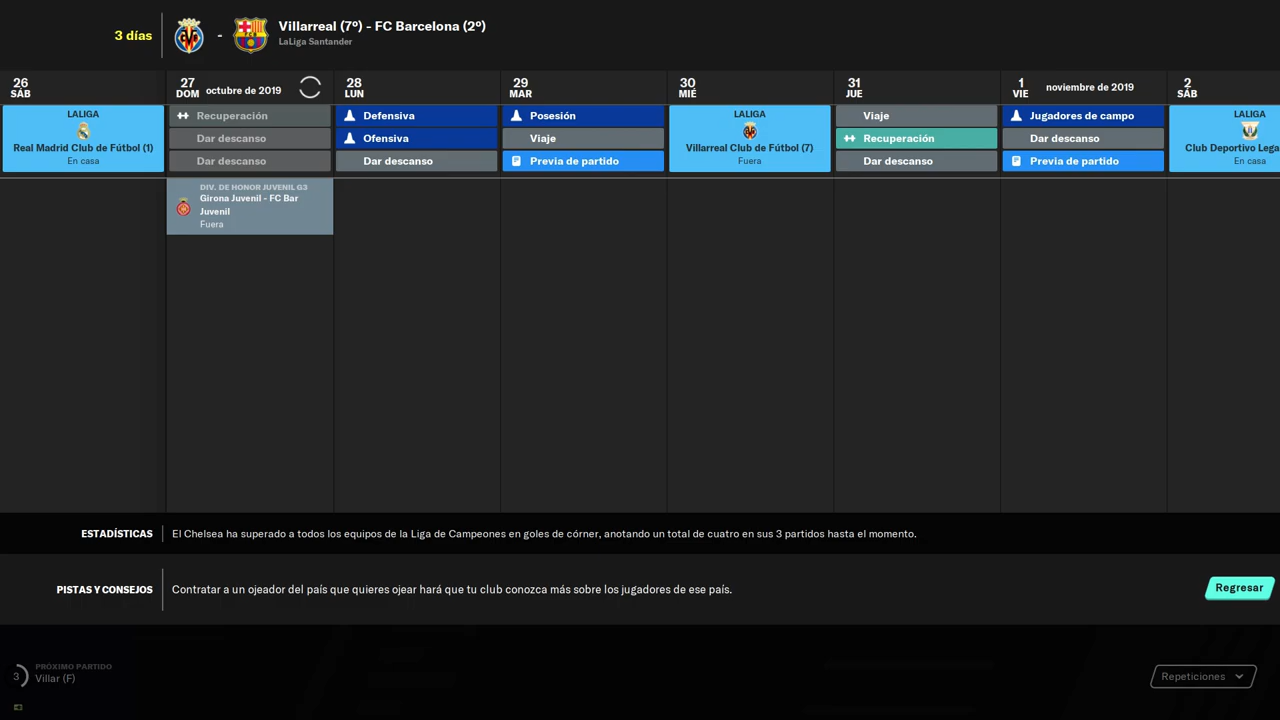 3 días
Villarreal (7º) - FC Barcelona (2º)
LaLiga Santander
26
SÁB
27
DOM
octubre de 2019
28
LUN
29
MAR
30
MIÉ
31
JUE
1
VIE
noviembre de 2019
2
SÁB
LALIGA
Real Madrid Club de Fútbol (1)
En casa
Recuperación
Dar descanso
Dar descanso
Defensiva
Ofensiva
Dar descanso
Posesión
Viaje
Previa de partido
LALIGA
Villarreal Club de Fútbol (7)
Fuera
Viaje
Recuperación
Dar descanso
Jugadores de campo
Dar descanso
Previa de partido
LALIGA
Club Deportivo Lega
En casa
DIV. DE HONOR JUVENIL G3
Girona Juvenil - FC Bar
Juvenil
Fuera
ESTADÍSTICAS
El Chelsea ha superado a todos los equipos de la Liga de Campeones en goles de córner, anotando un total de cuatro en sus 3 partidos hasta el momento.
PISTAS Y CONSEJOS
Contratar a un ojeador del país que quieres ojear hará que tu club conozca más sobre los jugadores de ese país.
Regresar
3
PRÓXIMO PARTIDO
Villar (F)
Repeticiones